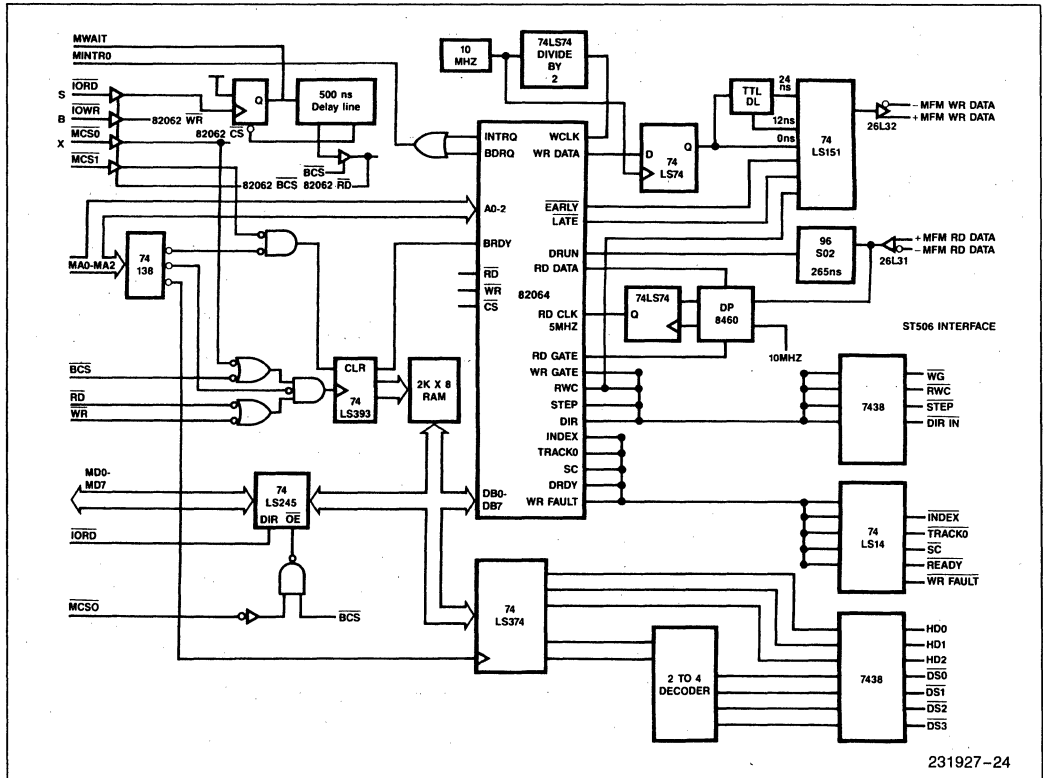 MWAIT
MINTR0
S
IORD
B
IOWR
82062 WR
X
MCS0
82062 CS
MCS1
BCS
82062 BCS
82062 RD
Q
500 ns
Delay line
10
MHZ
74LS74
DIVIDE
BY
2
D
Q
74
LS74
TTL
DL
24
ns
12ns
0ns
74
LS151
26L32
− MFM WR DATA
+ MFM WR DATA
INTRQ
BDRQ
A0-2
BRDY
RD
WR
CS
82064
DB0-
DB7
WCLK
WR DATA
EARLY
LATE
DRUN
RD DATA
RD CLK
5MHZ
RD GATE
WR GATE
RWC
STEP
DIR
INDEX
TRACK0
SC
DRDY
WR FAULT
96
S02
265ns
26L31
+ MFM RD DATA
− MFM RD DATA
74LS74
Q
DP
8460
10MHZ
ST506 INTERFACE
MA0-MA2
74
138
BCS
RD
WR
CLR
74
LS393
2K X 8
RAM
MD0-
MD7
74
LS245
DIR OE
IORD
MCSO
BCS
74
LS374
2 TO 4
DECODER
7438
WG
RWC
STEP
DIR IN
74
LS14
INDEX
TRACK0
SC
READY
WR FAULT
7438
HD0
HD1
HD2
DS0
DS1
DS2
DS3
231927–24